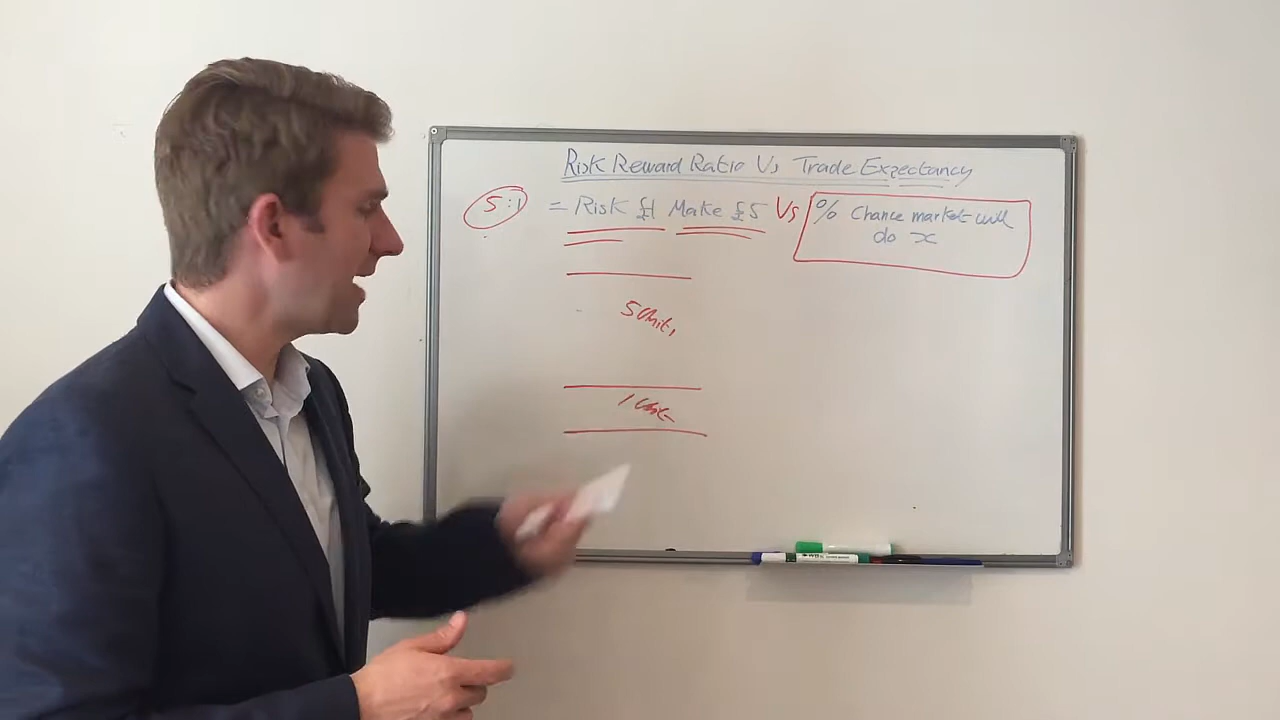 Risk Reward Ratio Vs Trade Expectancy
5:1 = Risk £1 Make £5 Vs % Chance market will
do x
5 Units
1 Unit